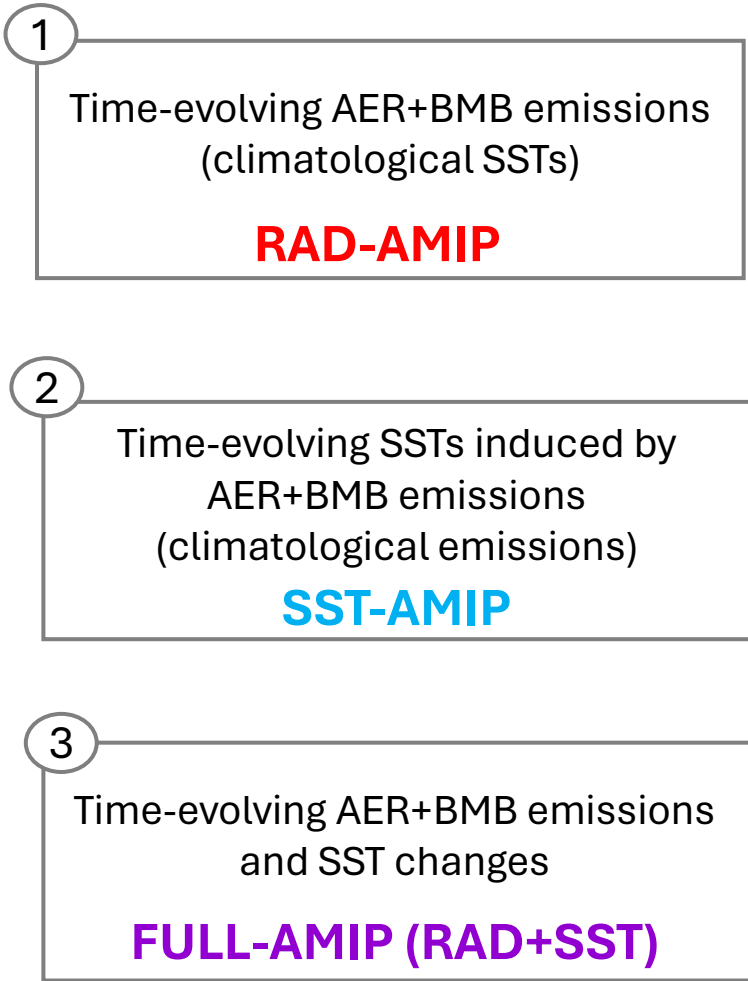 1
Time-evolving AER+BMB emissions
(climatological SSTs)
RAD-AMIP
2
Time-evolving SSTs induced by
AER+BMB emissions
(climatological emissions)
SST-AMIP
3
Time-evolving AER+BMB emissions
and SST changes
FULL-AMIP (RAD+SST)